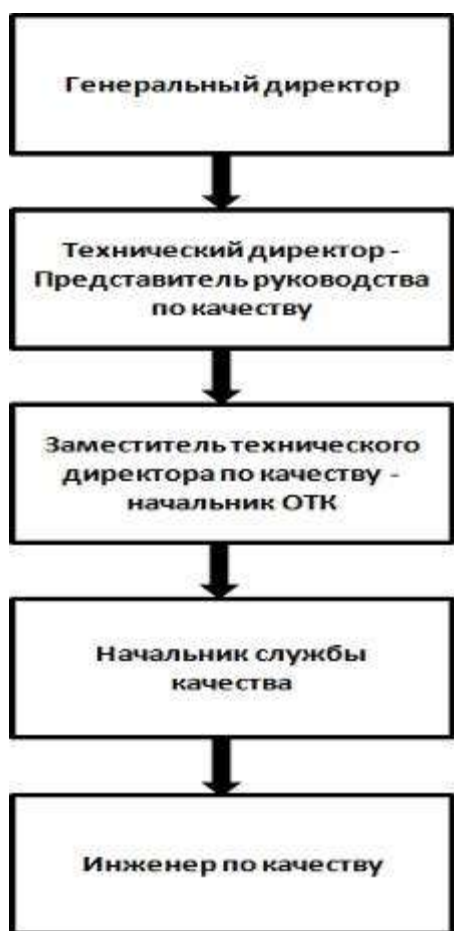 Генеральный директор
Технический директор -
Представитель руководства
по качеству
Заместитель технического
директора по качеству -
начальник ОТК
Начальник службы
качества
Инженер по качеству